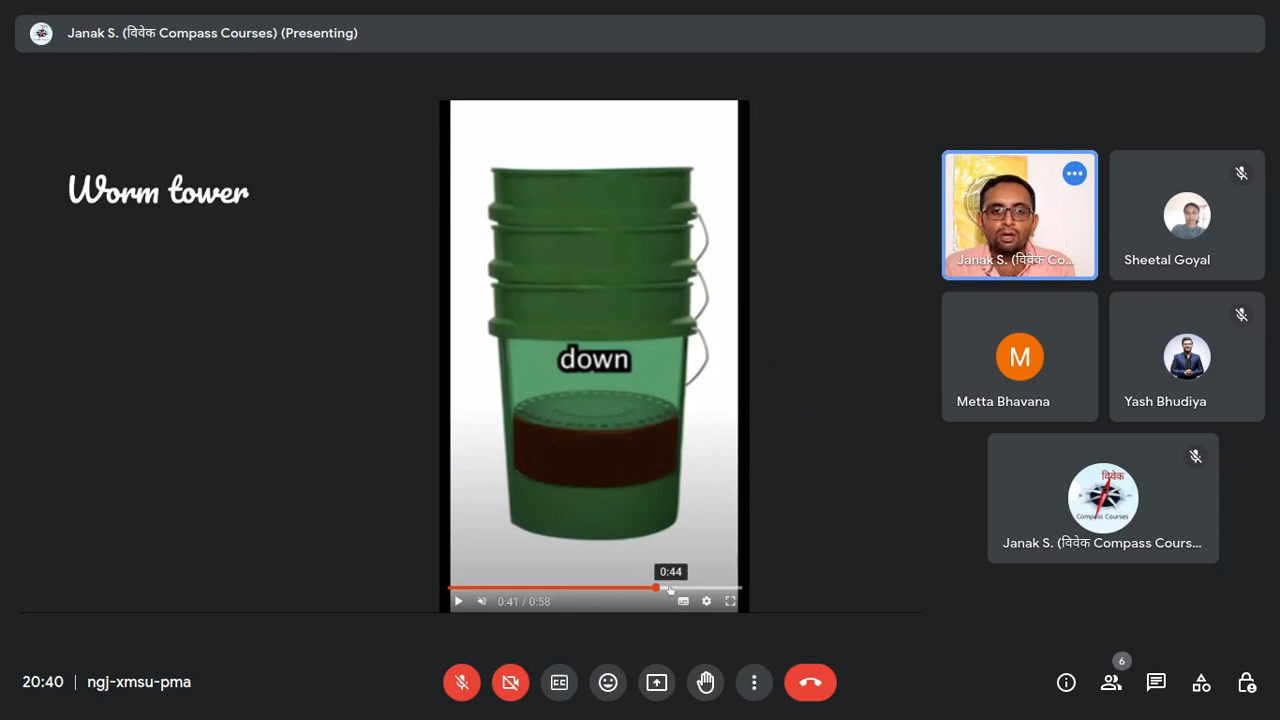 Janak S. (विवेक Compass Courses) (Presenting)
Worm tower
down
0:44
0:41 / 0:58
Janak S. (विवेक Co...
Sheetal Goyal
M
Metta Bhavana
Yash Bhudiya
विवेक
Compass Courses
Janak S. (विवेक Compass Cours...
20:40 | ngj-xmsu-pma
CC
6